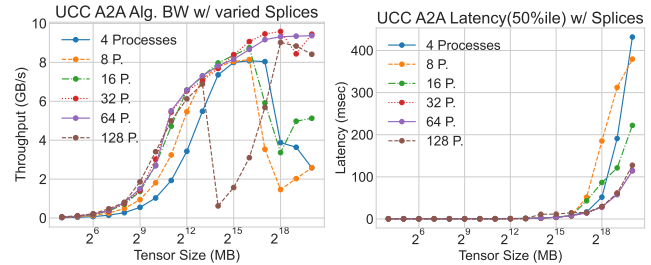 UCC A2A Alg. BW w/ varied Splices
Throughput (GB/s)
10
8
6
4
2
0
4 Processes
8 P.
16 P.
32 P.
64 P.
128 P.
2^6
2^9
2^12
2^15
2^18
Tensor Size (MB)
UCC A2A Latency(50%ile) w/ Splices
Latency (msec)
400
300
200
100
0
4 Processes
8 P.
16 P.
32 P.
64 P.
128 P.
2^6
2^9
2^12
2^15
2^18
Tensor Size (MB)